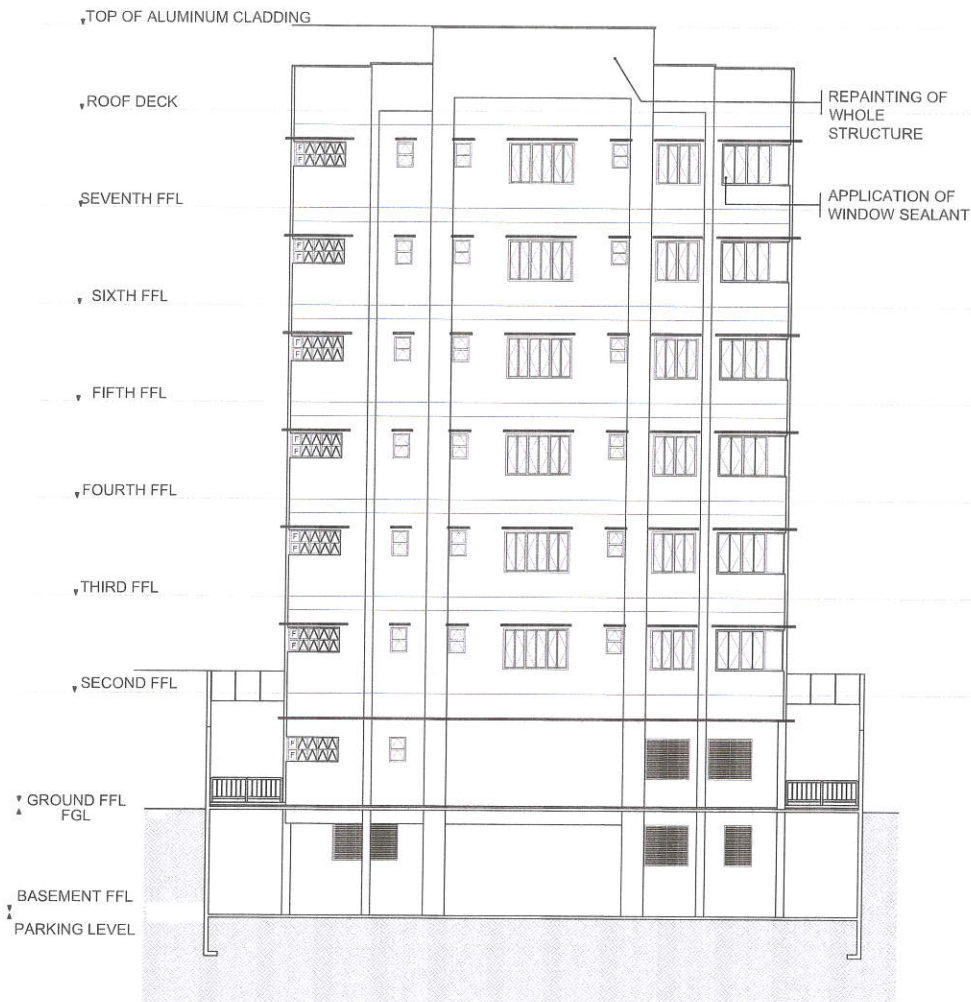 TOP OF ALUMINUM CLADDING
ROOF DECK
REPAINTING OF
WHOLE
STRUCTURE
SEVENTH FFL
APPLICATION OF
WINDOW SEALANT
SIXTH FFL
FIFTH FFL
FOURTH FFL
THIRD FFL
SECOND FFL
GROUND FFL
FGL
BASEMENT FFL
PARKING LEVEL
F
F
F
F
F
F
F
F
F
F
F
F
F
F